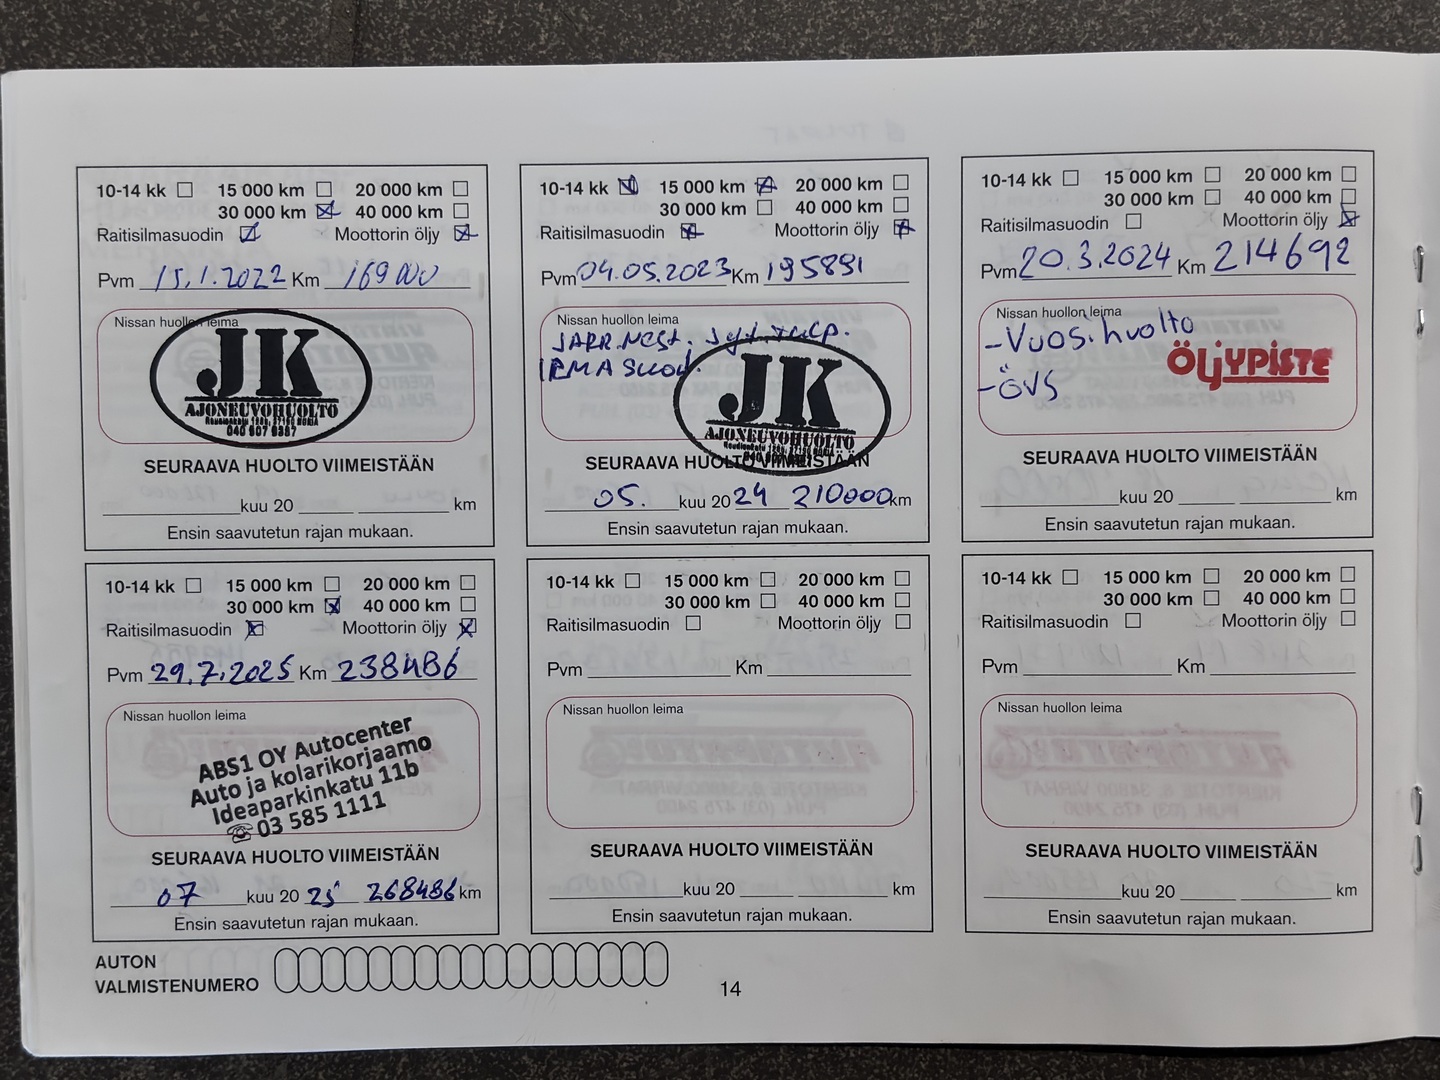 10-14 kk 15 000 km 20 000 km
30 000 km 40 000 km
Raitisilmasuodin Moottorin öljy
Pvm 15.1.2022 Km 169000
Nissan huollon leima
JK
AJONEUVOHUOLTO
040 507 9387
SEURAAVA HUOLTO VIIMEISTÄÄN
kuu 20 km
Ensin saavutetun rajan mukaan.
10-14 kk 15 000 km 20 000 km
30 000 km 40 000 km
Raitisilmasuodin Moottorin öljy
Pvm 04.05.2023 Km 195891
Nissan huollon leima
JARR.Nest. Syt.tulp.
IRMA Suod.
JK
AJONEUVOHUOLTO
SEURAAVA HUOLTO VIIMEISTÄÄN
05. kuu 2024 210000 km
Ensin saavutetun rajan mukaan.
10-14 kk 15 000 km 20 000 km
30 000 km 40 000 km
Raitisilmasuodin Moottorin öljy
Pvm 20.3.2024 Km 214692
Nissan huollon leima
-Vuosihuolto
ÖLJYPISTE
-ÖVS
SEURAAVA HUOLTO VIIMEISTÄÄN
kuu 20 km
Ensin saavutetun rajan mukaan.
10-14 kk 15 000 km 20 000 km
30 000 km 40 000 km
Raitisilmasuodin Moottorin öljy
Pvm 29.7.2025 Km 238486
Nissan huollon leima
ABS1 OY Autocenter
Auto ja kolarikorjaamo
Ideaparkinkatu 11b
☎ 03 585 1111
SEURAAVA HUOLTO VIIMEISTÄÄN
07 kuu 20 25 268486 km
Ensin saavutetun rajan mukaan.
10-14 kk 15 000 km 20 000 km
30 000 km 40 000 km
Raitisilmasuodin Moottorin öljy
Pvm Km
Nissan huollon leima
SEURAAVA HUOLTO VIIMEISTÄÄN
kuu 20 km
Ensin saavutetun rajan mukaan.
10-14 kk 15 000 km 20 000 km
30 000 km 40 000 km
Raitisilmasuodin Moottorin öljy
Pvm Km
Nissan huollon leima
SEURAAVA HUOLTO VIIMEISTÄÄN
kuu 20 km
Ensin saavutetun rajan mukaan.
AUTON
VALMISTENUMERO
14